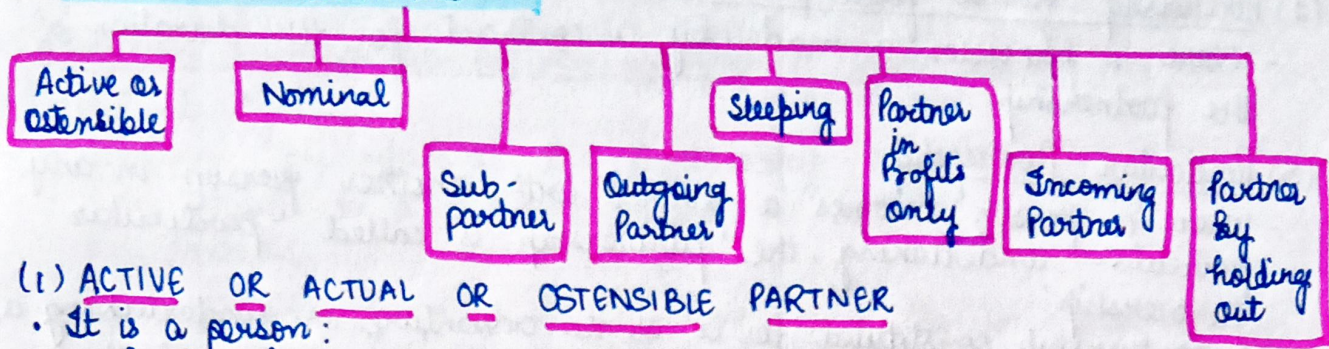 Active or
ostensible
Nominal
Sub-
partner
Outgoing
Partner
Sleeping
Partner
in
Profits
only
Incoming
Partner
Partner
by
holding
out
(1) ACTIVE OR ACTUAL OR OSTENSIBLE PARTNER
• It is a person: